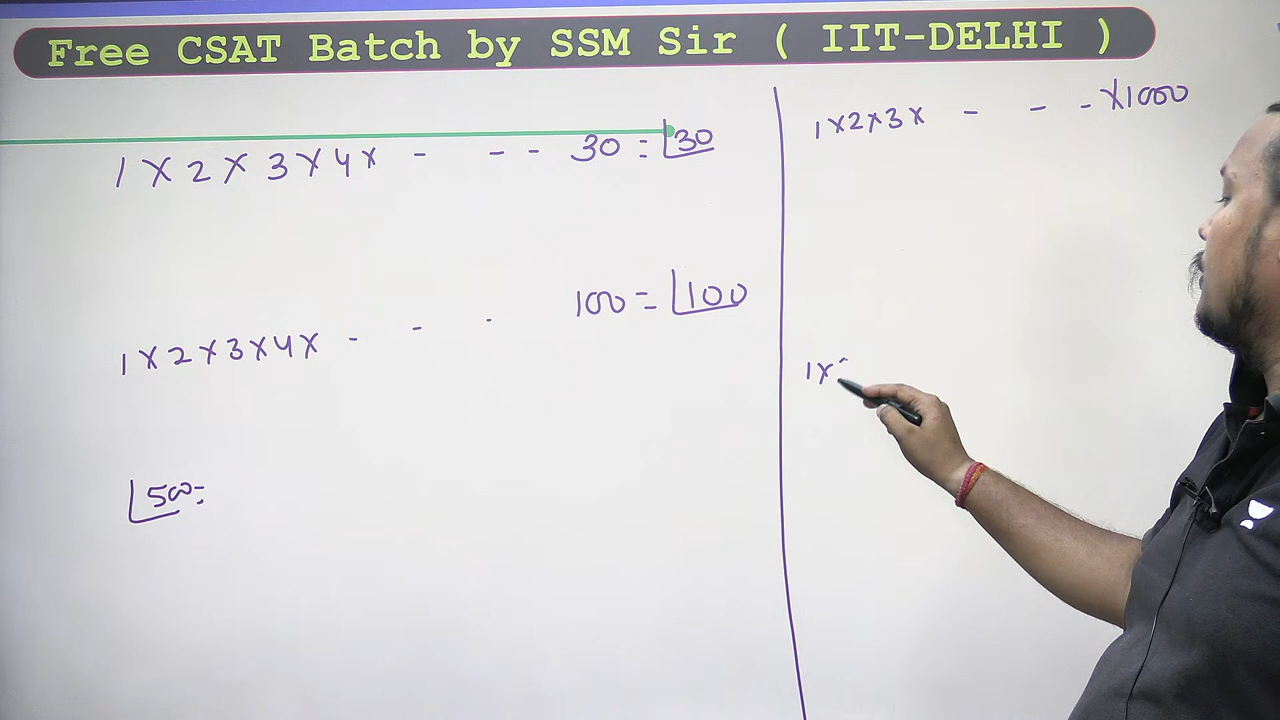 Free CSAT Batch by SSM Sir ( IIT-DELHI )
1 X 2 X 3 X 4 X - - - - 30 = ⌊30
1 X 2 X 3 X 4 X - - . 100 = ⌊100
⌊500 =
1 X 2 X 3 X - - - X 1000
1 X